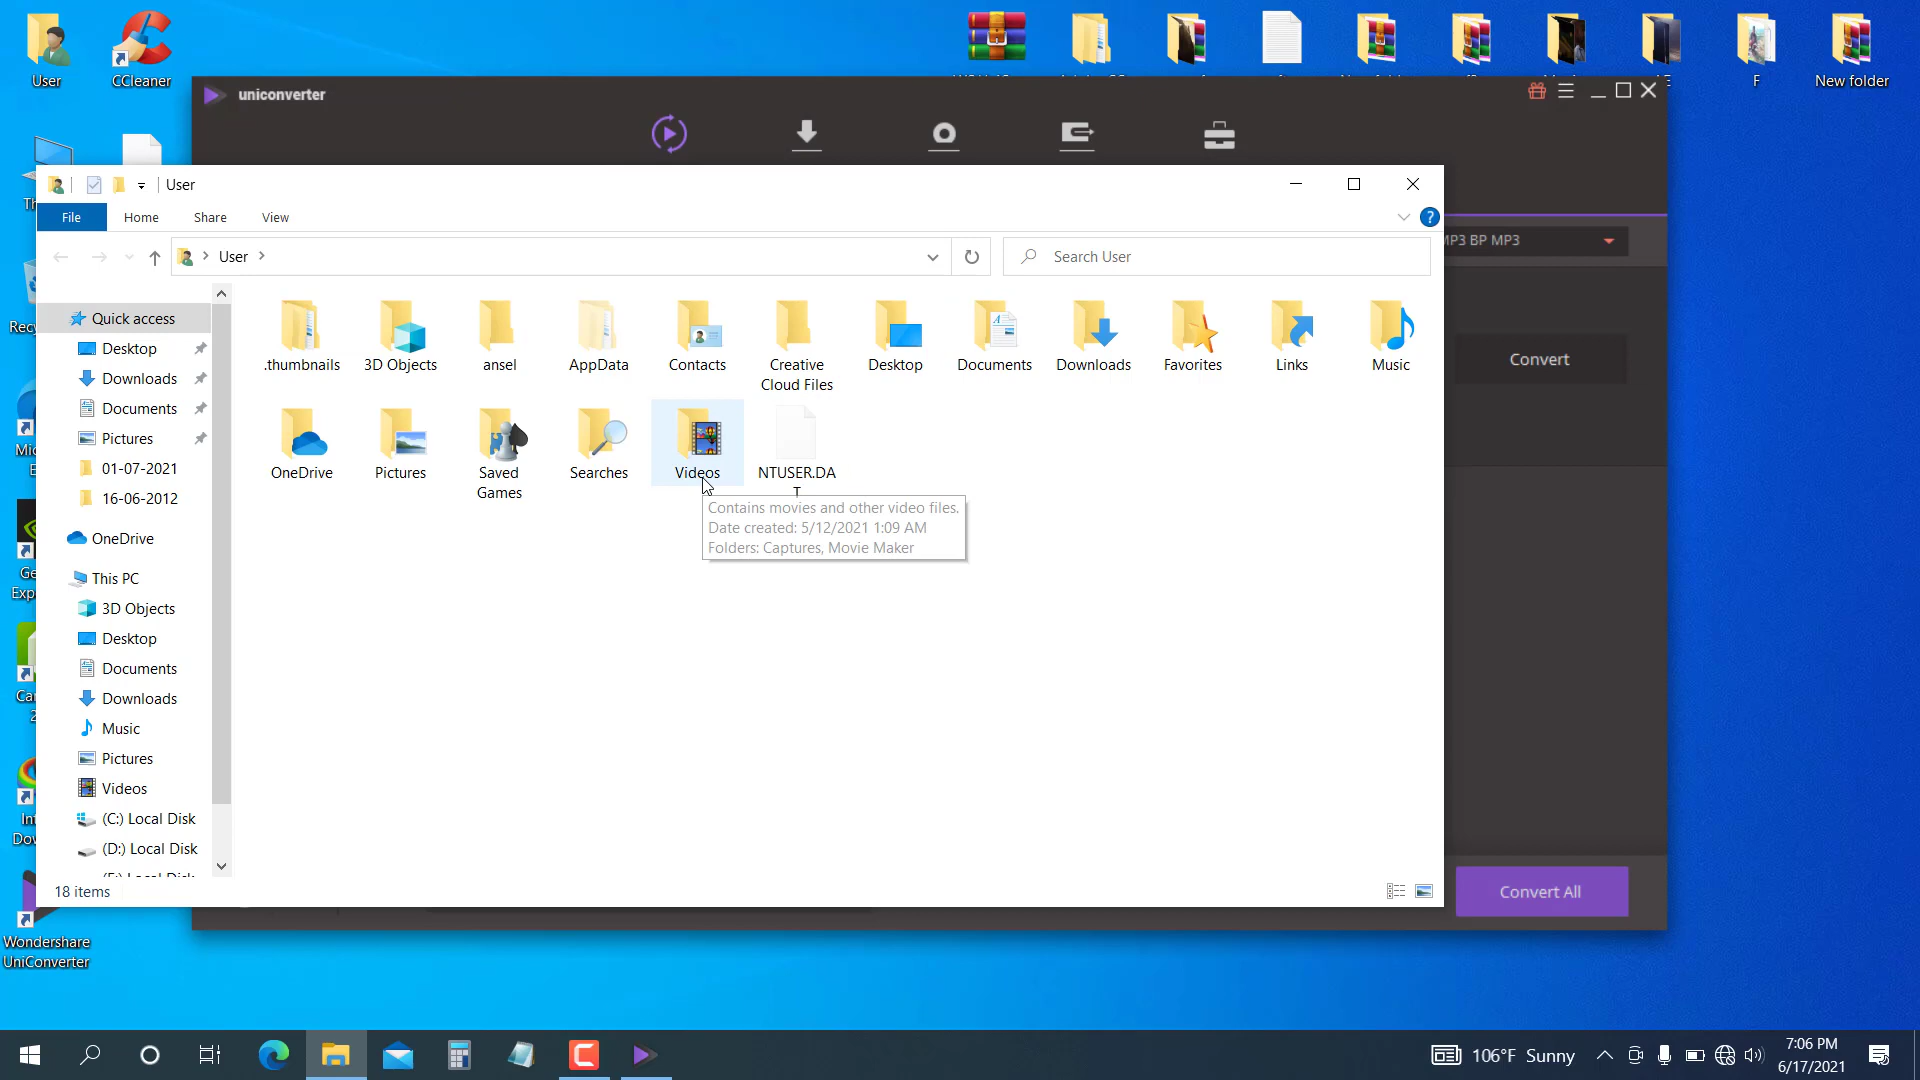 User
CCleaner
F
New folder
uniconverter
User
File
Home
Share
View
User
Search User
MP3 BP MP3
Convert
Convert All
Quick access
Desktop
Downloads
Documents
Pictures
01-07-2021
16-06-2012
OneDrive
This PC
3D Objects
Desktop
Documents
Downloads
Music
Pictures
Videos
(C:) Local Disk
(D:) Local Disk
.thumbnails
3D Objects
ansel
AppData
Contacts
Creative
Cloud Files
Desktop
Documents
Downloads
Favorites
Links
Music
OneDrive
Pictures
Saved
Games
Searches
Videos
NTUSER.DA
T
Contains movies and other video files.
Date created: 5/12/2021 1:09 AM
Folders: Captures, Movie Maker
18 items
Wondershare
UniConverter
106°F Sunny
7:06 PM
6/17/2021